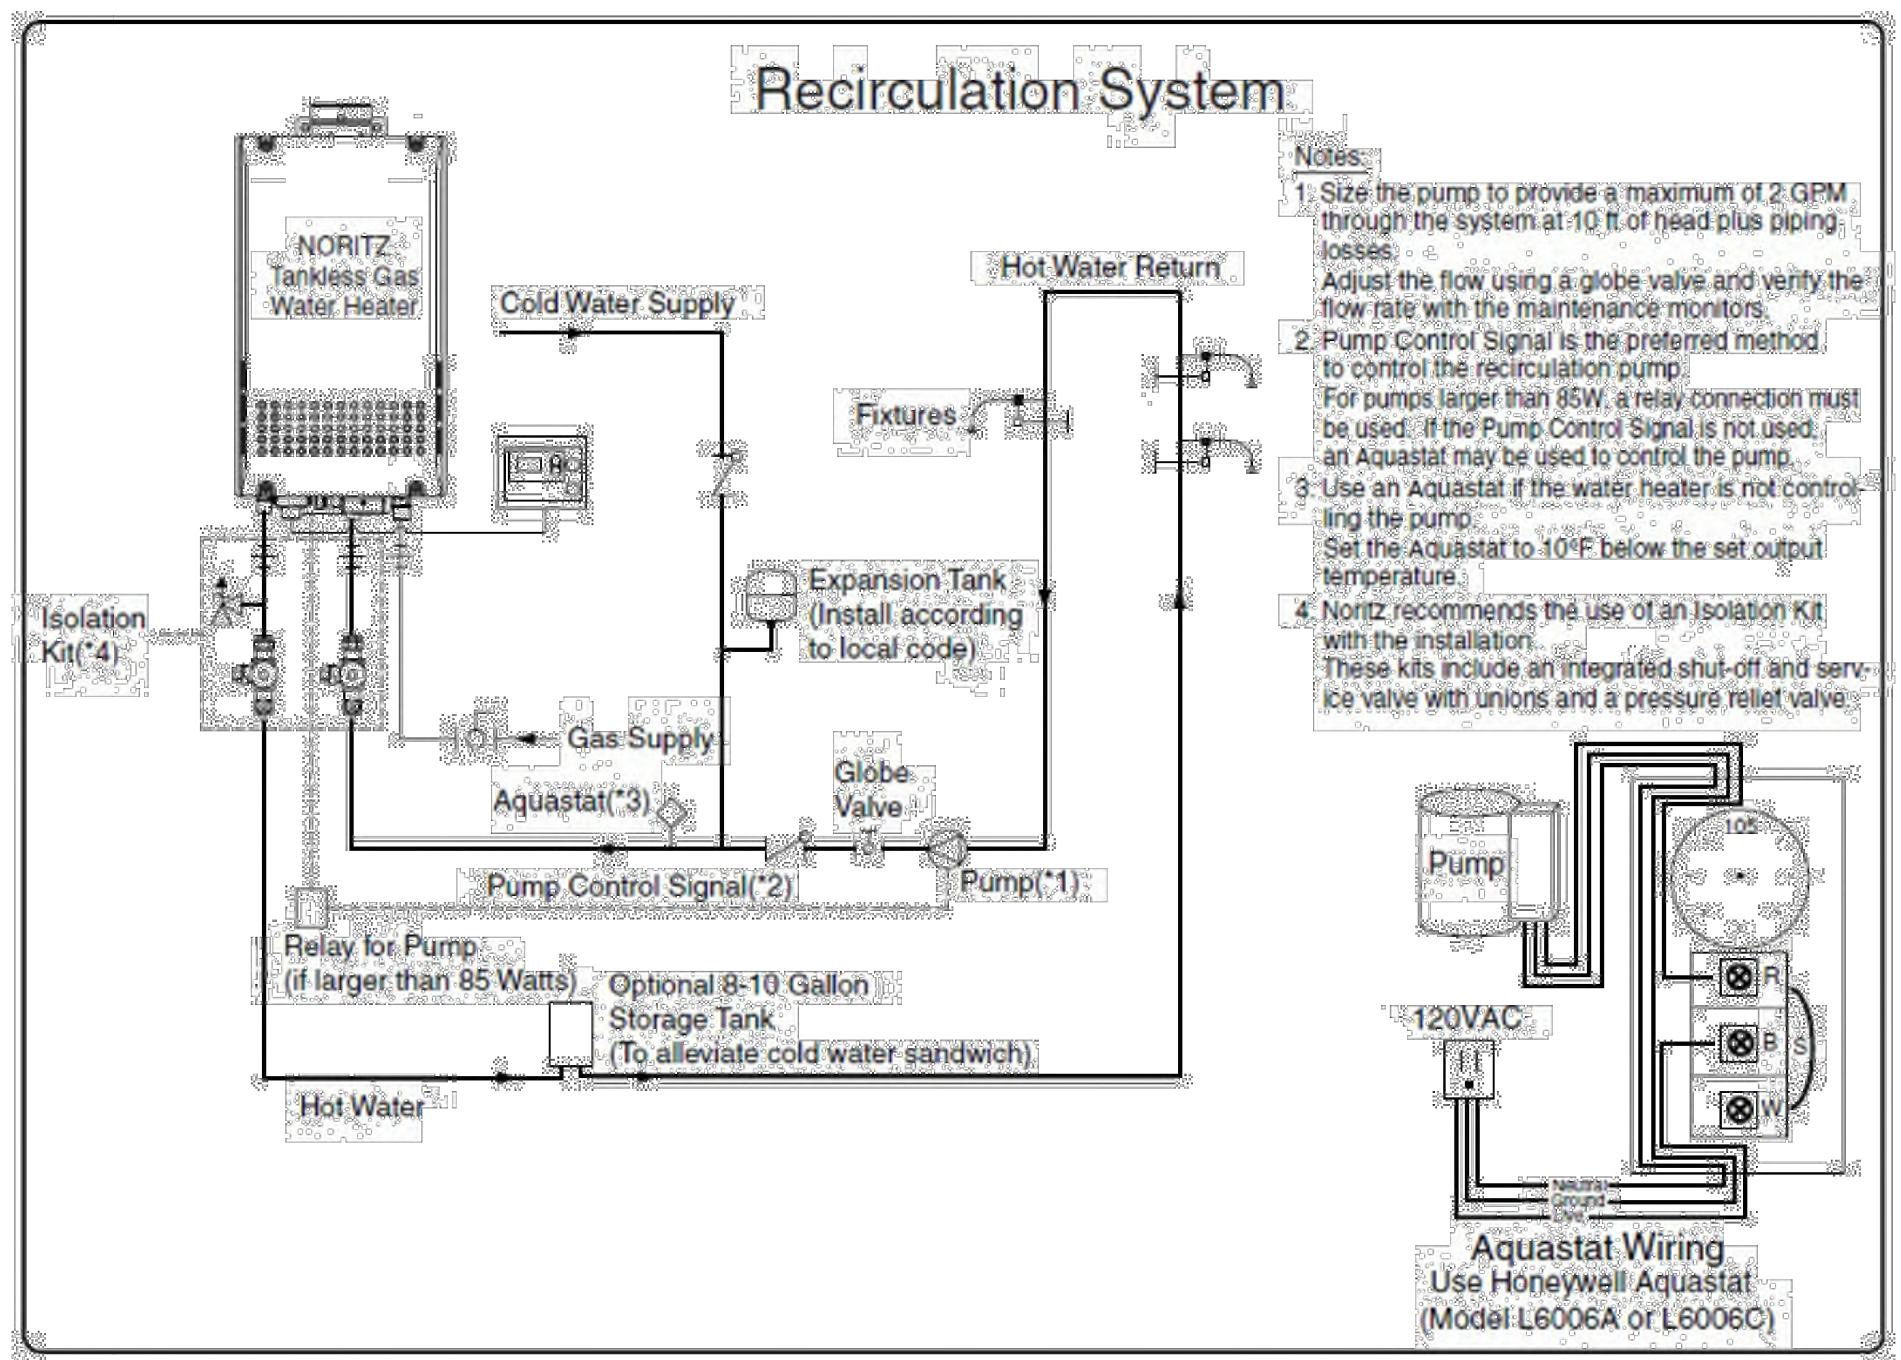 Recirculation System
NORITZ
Tankless Gas
Water Heater
Cold Water Supply
Hot Water Return
Fixtures
Expansion Tank
(Install according
to local code)
Isolation
Kit(*4)
Gas Supply
Aquastat(*3)
Globe
Valve
Pump Control Signal(*2)
Pump(*1)
Relay for Pump
(if larger than 85 Watts)
Optional 8-10 Gallon
Storage Tank
(To alleviate cold water sandwich)
Hot Water
Notes:
1. Size the pump to provide a maximum of 2 GPM
through the system at 10 ft of head plus piping
losses.
Adjust the flow using a globe valve and verify the
flow rate with the maintenance monitors.
2. Pump Control Signal is the preferred method
to control the recirculation pump.
For pumps larger than 85W, a relay connection must
be used. If the Pump Control Signal is not used,
an Aquastat may be used to control the pump.
3. Use an Aquastat if the water heater is not control-
ling the pump.
Set the Aquastat to 10°F below the set output
temperature.
4. Noritz recommends the use of an Isolation Kit
with the installation.
These kits include an integrated shut-off and serv-
ice valve with unions and a pressure relief valve.
Pump
105
R
B
S
W
120VAC
Neutral
Ground
Live
Aquastat Wiring
Use Honeywell Aquastat
(Model L6006A or L6006C)